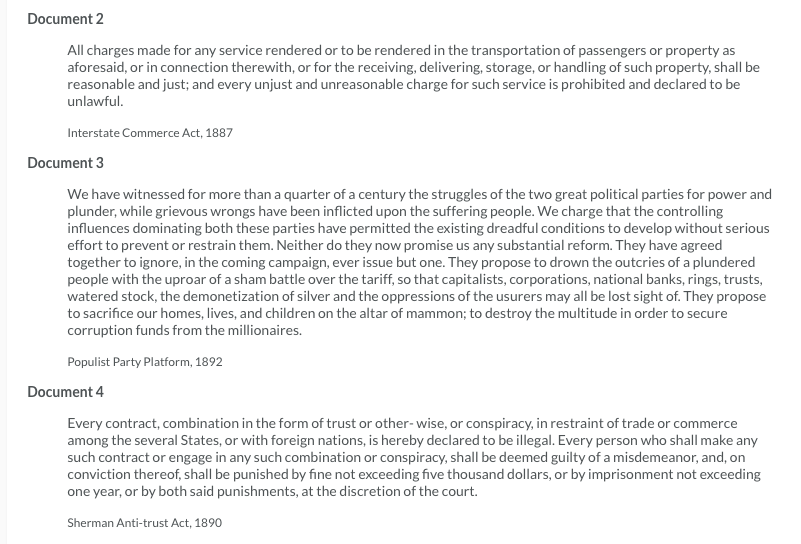 Document 2
All charges made for any service rendered or to be rendered in the transportation of passengers or property as
aforesaid, or in connection therewith, or for the receiving, delivering, storage, or handling of such property, shall be
reasonable and just; and every unjust and unreasonable charge for such service is prohibited and declared to be
unlawful.
Interstate Commerce Act, 1887
Document 3
We have witnessed for more than a quarter of a century the struggles of the two great political parties for power and
plunder, while grievous wrongs have been inflicted upon the suffering people. We charge that the controlling
influences dominating both these parties have permitted the existing dreadful conditions to develop without serious
effort to prevent or restrain them. Neither do they now promise us any substantial reform. They have agreed
together to ignore, in the coming campaign, ever issue but one. They propose to drown the outcries of a plundered
people with the uproar of a sham battle over the tariff, so that capitalists, corporations, national banks, rings, trusts,
watered stock, the demonetization of silver and the oppressions of the usurers may all be lost sight of. They propose
to sacrifice our homes, lives, and children on the altar of mammon; to destroy the multitude in order to secure
corruption funds from the millionaires.
Populist Party Platform, 1892
Document 4
Every contract, combination in the form of trust or other- wise, or conspiracy, in restraint of trade or commerce
among the several States, or with foreign nations, is hereby declared to be illegal. Every person who shall make any
such contract or engage in any such combination or conspiracy, shall be deemed guilty of a misdemeanor, and, on
conviction thereof, shall be punished by fine not exceeding five thousand dollars, or by imprisonment not exceeding
one year, or by both said punishments, at the discretion of the court.
Sherman Anti-trust Act, 1890